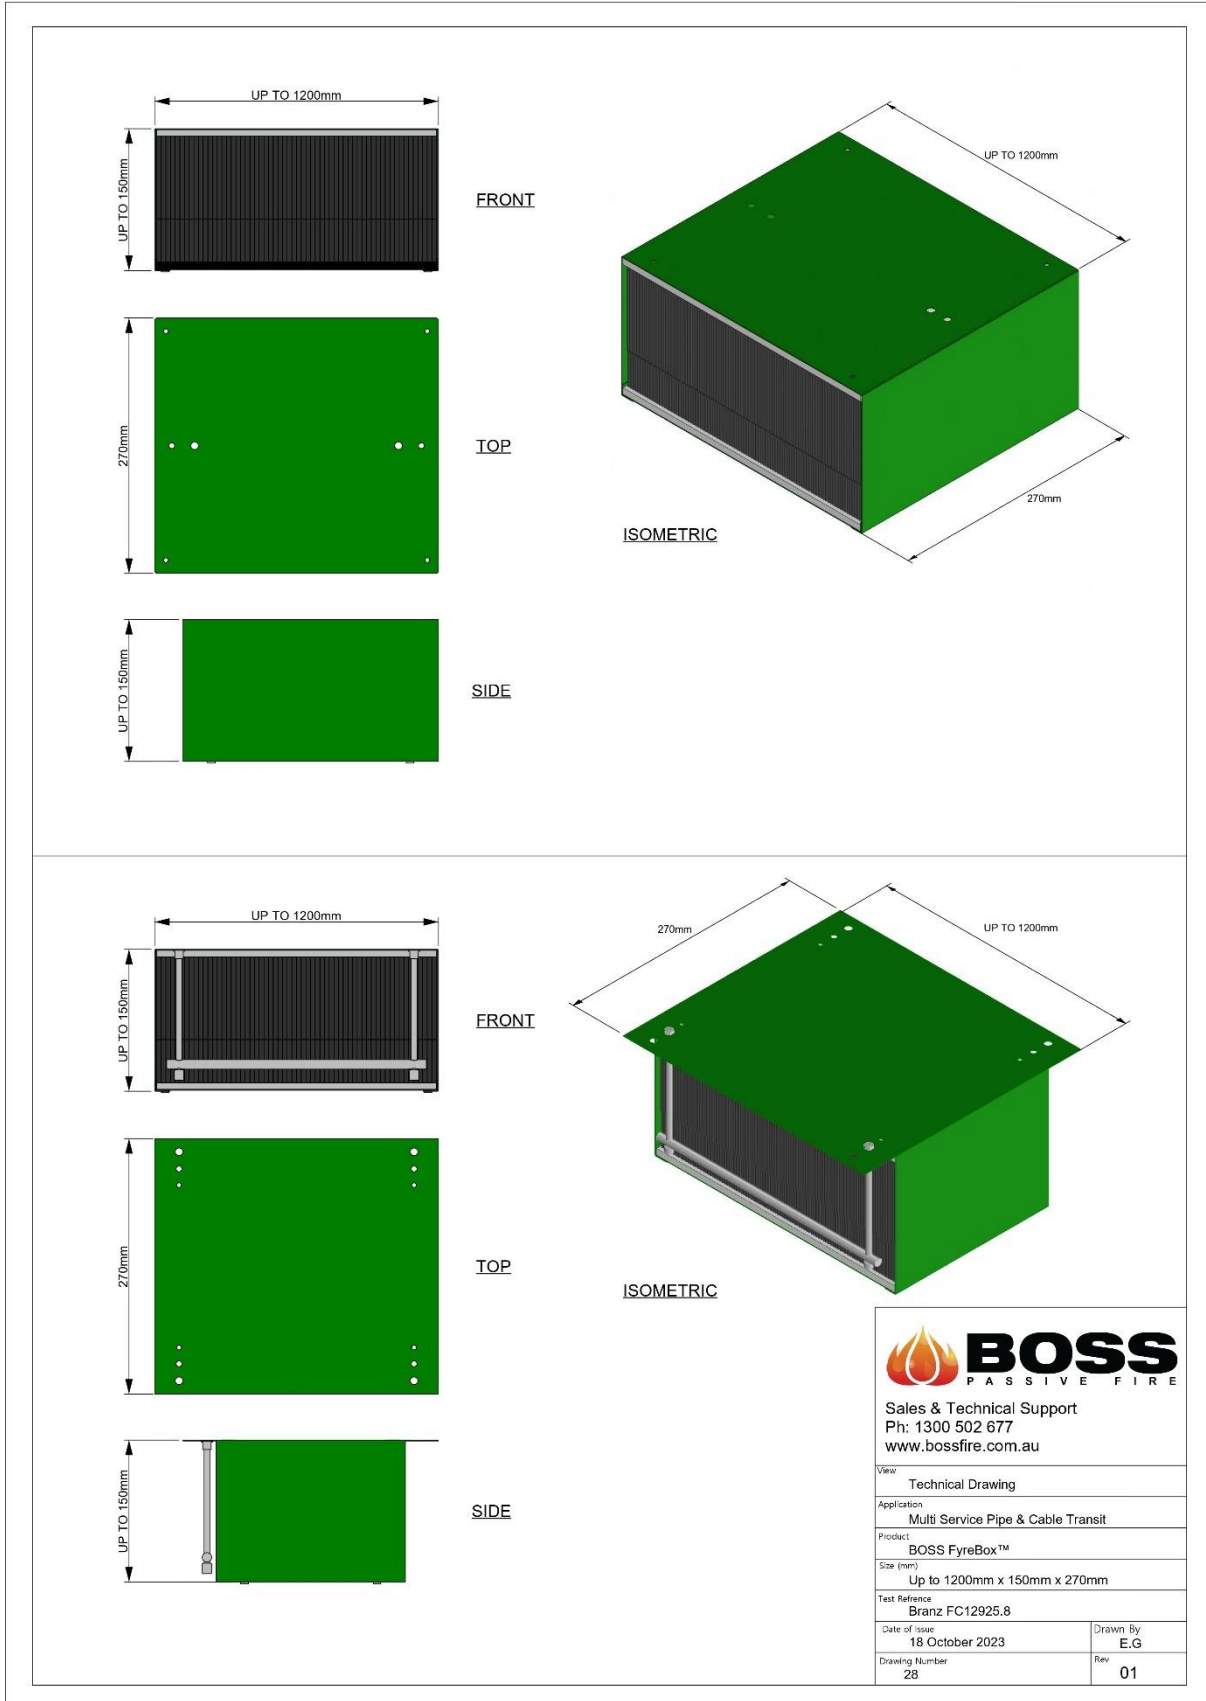 UP TO 1200mm
UP TO 150mm
FRONT
UP TO 1200mm
270mm
TOP
270mm
ISOMETRIC
UP TO 150mm
SIDE
UP TO 1200mm
UP TO 150mm
FRONT
270mm
UP TO 1200mm
270mm
TOP
ISOMETRIC
UP TO 150mm
SIDE
BOSS
PASSIVE FIRE
Sales & Technical Support
Ph: 1300 502 677
www.bossfire.com.au
View
Technical Drawing
Application
Multi Service Pipe & Cable Transit
Product
BOSS FyreBox™
Size (mm)
Up to 1200mm x 150mm x 270mm
Test Refrence
Branz FC12925.8
Date of Issue
18 October 2023
Drawn By
E.G
Drawing Number
28
Rev
01